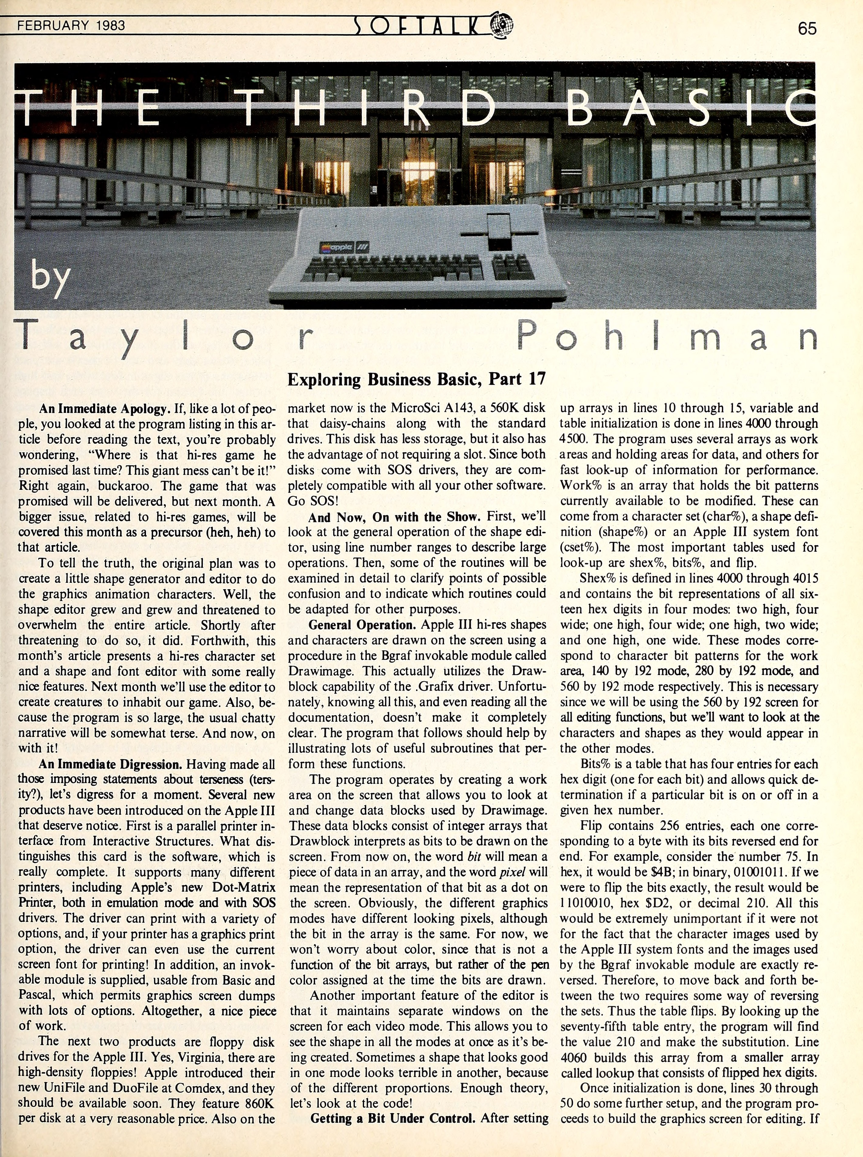 FEBRUARY 1983
SOFTALK
65
THE THIRD BASIC
apple ///
by
Taylor Pohlman
Exploring Business Basic, Part 17
An Immediate Apology. If, like a lot of peo-
ple, you looked at the program listing in this ar-
ticle before reading the text, you're probably
wondering, "Where is that hi-res game he
promised last time? This giant mess can't be it!"
Right again, buckaroo. The game that was
promised will be delivered, but next month. A
bigger issue, related to hi-res games, will be
covered this month as a precursor (heh, heh) to
that article.
To tell the truth, the original plan was to
create a little shape generator and editor to do
the graphics animation characters. Well, the
shape editor grew and grew and threatened to
overwhelm the entire article. Shortly after
threatening to do so, it did. Forthwith, this
month's article presents a hi-res character set
and a shape and font editor with some really
nice features. Next month we'll use the editor to
create creatures to inhabit our game. Also, be-
cause the program is so large, the usual chatty
narrative will be somewhat terse. And now, on
with it!
An Immediate Digression. Having made all
those imposing statements about terseness (ters-
ity?), let's digress for a moment. Several new
products have been introduced on the Apple III
that deserve notice. First is a parallel printer in-
terface from Interactive Structures. What dis-
tinguishes this card is the software, which is
really complete. It supports many different
printers, including Apple's new Dot-Matrix
Printer, both in emulation mode and with SOS
drivers. The driver can print with a variety of
options, and, if your printer has a graphics print
option, the driver can even use the current
screen font for printing! In addition, an invok-
able module is supplied, usable from Basic and
Pascal, which permits graphics screen dumps
with lots of options. Altogether, a nice piece
of work.
The next two products are floppy disk
drives for the Apple III. Yes, Virginia, there are
high-density floppies! Apple introduced their
new UniFile and DuoFile at Comdex, and they
should be available soon. They feature 860K
per disk at a very reasonable price. Also on the
market now is the MicroSci A143, a 560K disk
that daisy-chains along with the standard
drives. This disk has less storage, but it also has
the advantage of not requiring a slot. Since both
disks come with SOS drivers, they are com-
pletely compatible with all your other software.
Go SOS!
And Now, On with the Show. First, we'll
look at the general operation of the shape edi-
tor, using line number ranges to describe large
operations. Then, some of the routines will be
examined in detail to clarify points of possible
confusion and to indicate which routines could
be adapted for other purposes.
General Operation. Apple III hi-res shapes
and characters are drawn on the screen using a
procedure in the Bgraf invokable module called
Drawimage. This actually utilizes the Draw-
block capability of the .Grafix driver. Unfortu-
nately, knowing all this, and even reading all the
documentation, doesn't make it completely
clear. The program that follows should help by
illustrating lots of useful subroutines that per-
form these functions.
The program operates by creating a work
area on the screen that allows you to look at
and change data blocks used by Drawimage.
These data blocks consist of integer arrays that
Drawblock interprets as bits to be drawn on the
screen. From now on, the word bit will mean a
piece of data in an array, and the word pixel will
mean the representation of that bit as a dot on
the screen. Obviously, the different graphics
modes have different looking pixels, although
the bit in the array is the same. For now, we
won't worry about color, since that is not a
function of the bit arrays, but rather of the pen
color assigned at the time the bits are drawn.
Another important feature of the editor is
that it maintains separate windows on the
screen for each video mode. This allows you to
see the shape in all the modes at once as it's be-
ing created. Sometimes a shape that looks good
in one mode looks terrible in another, because
of the different proportions. Enough theory,
let's look at the code!
Getting a Bit Under Control. After setting
up arrays in lines 10 through 15, variable and
table initialization is done in lines 4000 through
4500. The program uses several arrays as work
areas and holding areas for data, and others for
fast look-up of information for performance.
Work% is an array that holds the bit patterns
currently available to be modified. These can
come from a character set (char%), a shape defi-
nition (shape%) or an Apple III system font
(cset%). The most important tables used for
look-up are shex%, bits%, and flip.
Shex% is defined in lines 4000 through 4015
and contains the bit representations of all six-
teen hex digits in four modes: two high, four
wide; one high, four wide; one high, two wide;
and one high, one wide. These modes corre-
spond to character bit patterns for the work
area, 140 by 192 mode, 280 by 192 mode, and
560 by 192 mode respectively. This is necessary
since we will be using the 560 by 192 screen for
all editing functions, but we'll want to look at the
characters and shapes as they would appear in
the other modes.
Bits% is a table that has four entries for each
hex digit (one for each bit) and allows quick de-
termination if a particular bit is on or off in a
given hex number.
Flip contains 256 entries, each one corre-
sponding to a byte with its bits reversed end for
end. For example, consider the number 75. In
hex, it would be $4B; in binary, 01001011. If we
were to flip the bits exactly, the result would be
11010010, hex $D2, or decimal 210. All this
would be extremely unimportant if it were not
for the fact that the character images used by
the Apple III system fonts and the images used
by the Bgraf invokable module are exactly re-
versed. Therefore, to move back and forth be-
tween the two requires some way of reversing
the sets. Thus the table flips. By looking up the
seventy-fifth table entry, the program will find
the value 210 and make the substitution. Line
4060 builds this array from a smaller array
called lookup that consists of flipped hex digits.
Once initialization is done, lines 30 through
50 do some further setup, and the program pro-
ceeds to build the graphics screen for editing. If